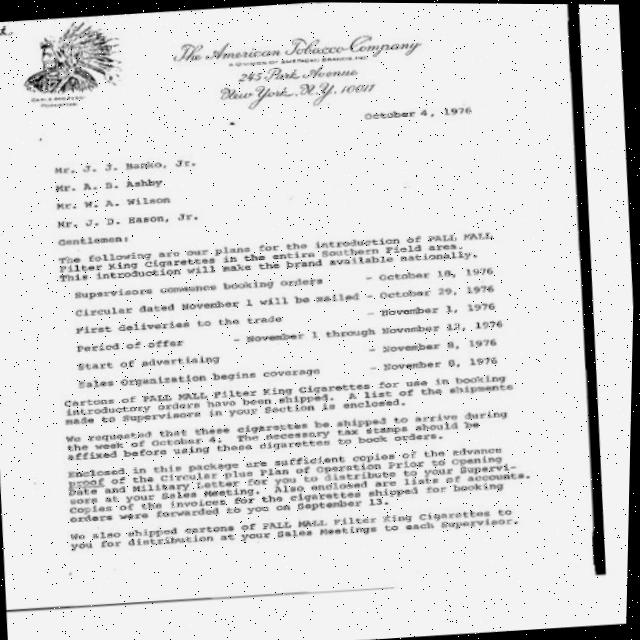 The American Tobacco Company
A DIVISION OF AMERICAN BRANDS, INC.
245 Park Avenue
New York, N.Y. 10017
October 4, 1976
Mr. J. J. Hanko, Jr.
Mr. A. D. Ashby
Mr. W. A. Wilson
Mr. J. D. Eason, Jr.
Gentlemen:
The following are our plans for the introduction of PALL MALL
Filter King Cigarettes in the entire Southern Field area.
This introduction will make the brand available nationally.
Supervisors commence booking orders - October 18, 1976
Circular dated November 1 will be mailed - October 29, 1976
First deliveries to the trade - November 1, 1976
Period of offer - November 1 through November 12, 1976
Start of advertising - November 8, 1976
Sales Organization begins coverage - November 8, 1976
Cartons of PALL MALL Filter King Cigarettes for use in booking
introductory orders have been shipped. A list of the shipments
made to Supervisors in your Section is enclosed.
We requested that these cigarettes be shipped to arrive during
the week of October 4. The necessary tax stamps should be
affixed before using these cigarettes to book orders.
Enclosed in this package are sufficient copies of the advance
proof of the Circular plus Plan of Operation Prior to Opening
Date and Military Letter for you to distribute to your Supervi-
sors at your Sales Meeting. Also enclosed are lists of accounts.
Copies of the invoices for the cigarettes shipped for booking
orders were forwarded to you on September 13.
We also shipped cartons of PALL MALL Filter King Cigarettes to
you for distribution at your Sales Meetings to each Supervisor.